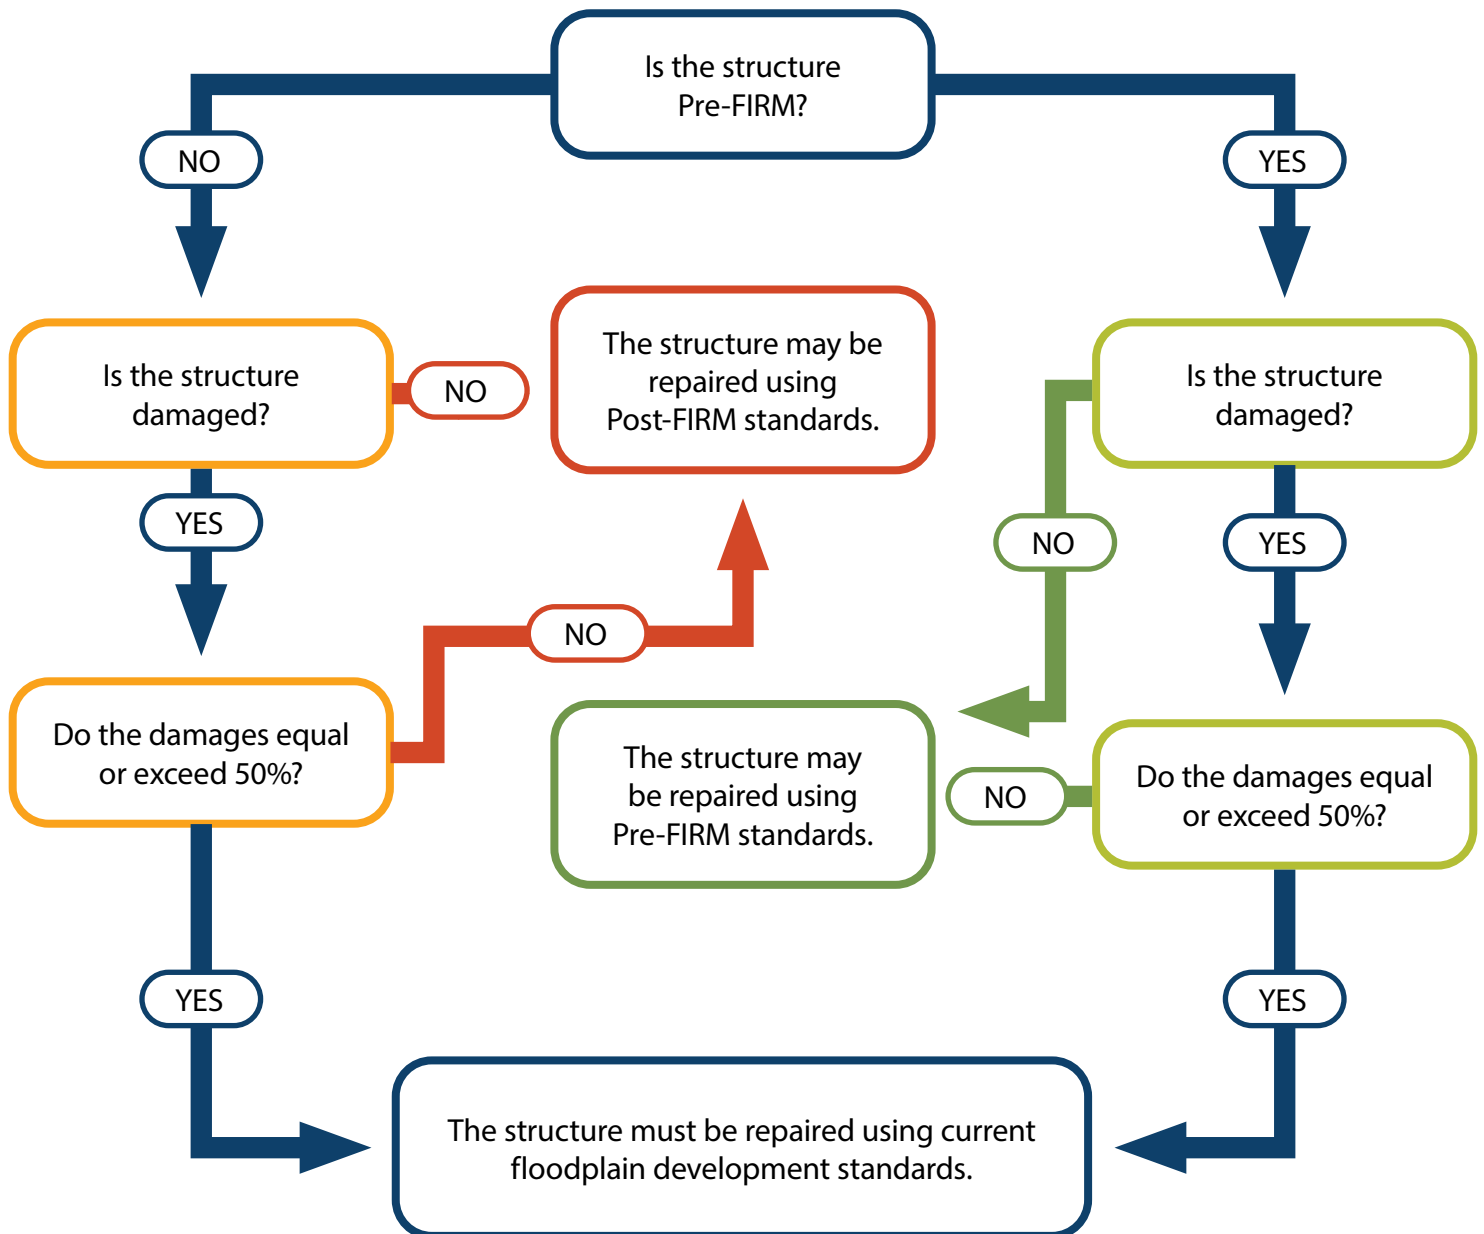 Is the structure
Pre-FIRM?
NO
YES
Is the structure
damaged?
NO
The structure may be
repaired using
Post-FIRM standards.
Is the structure
damaged?
YES
NO
YES
NO
Do the damages equal
or exceed 50%?
The structure may
be repaired using
Pre-FIRM standards.
NO
Do the damages equal
or exceed 50%?
YES
YES
The structure must be repaired using current
floodplain development standards.